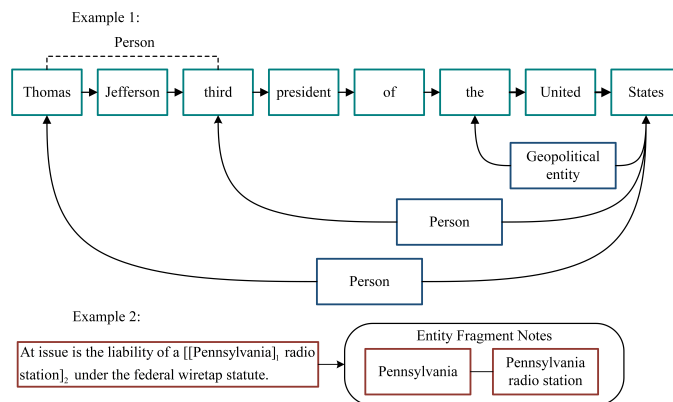 Example 1:
Person
Thomas Jefferson third president of the United States
Geopolitical
entity
Person
Person
Example 2:
At issue is the liability of a [[Pennsylvania]₁ radio
station]₂ under the federal wiretap statute.
Entity Fragment Notes
Pennsylvania
Pennsylvania
radio station